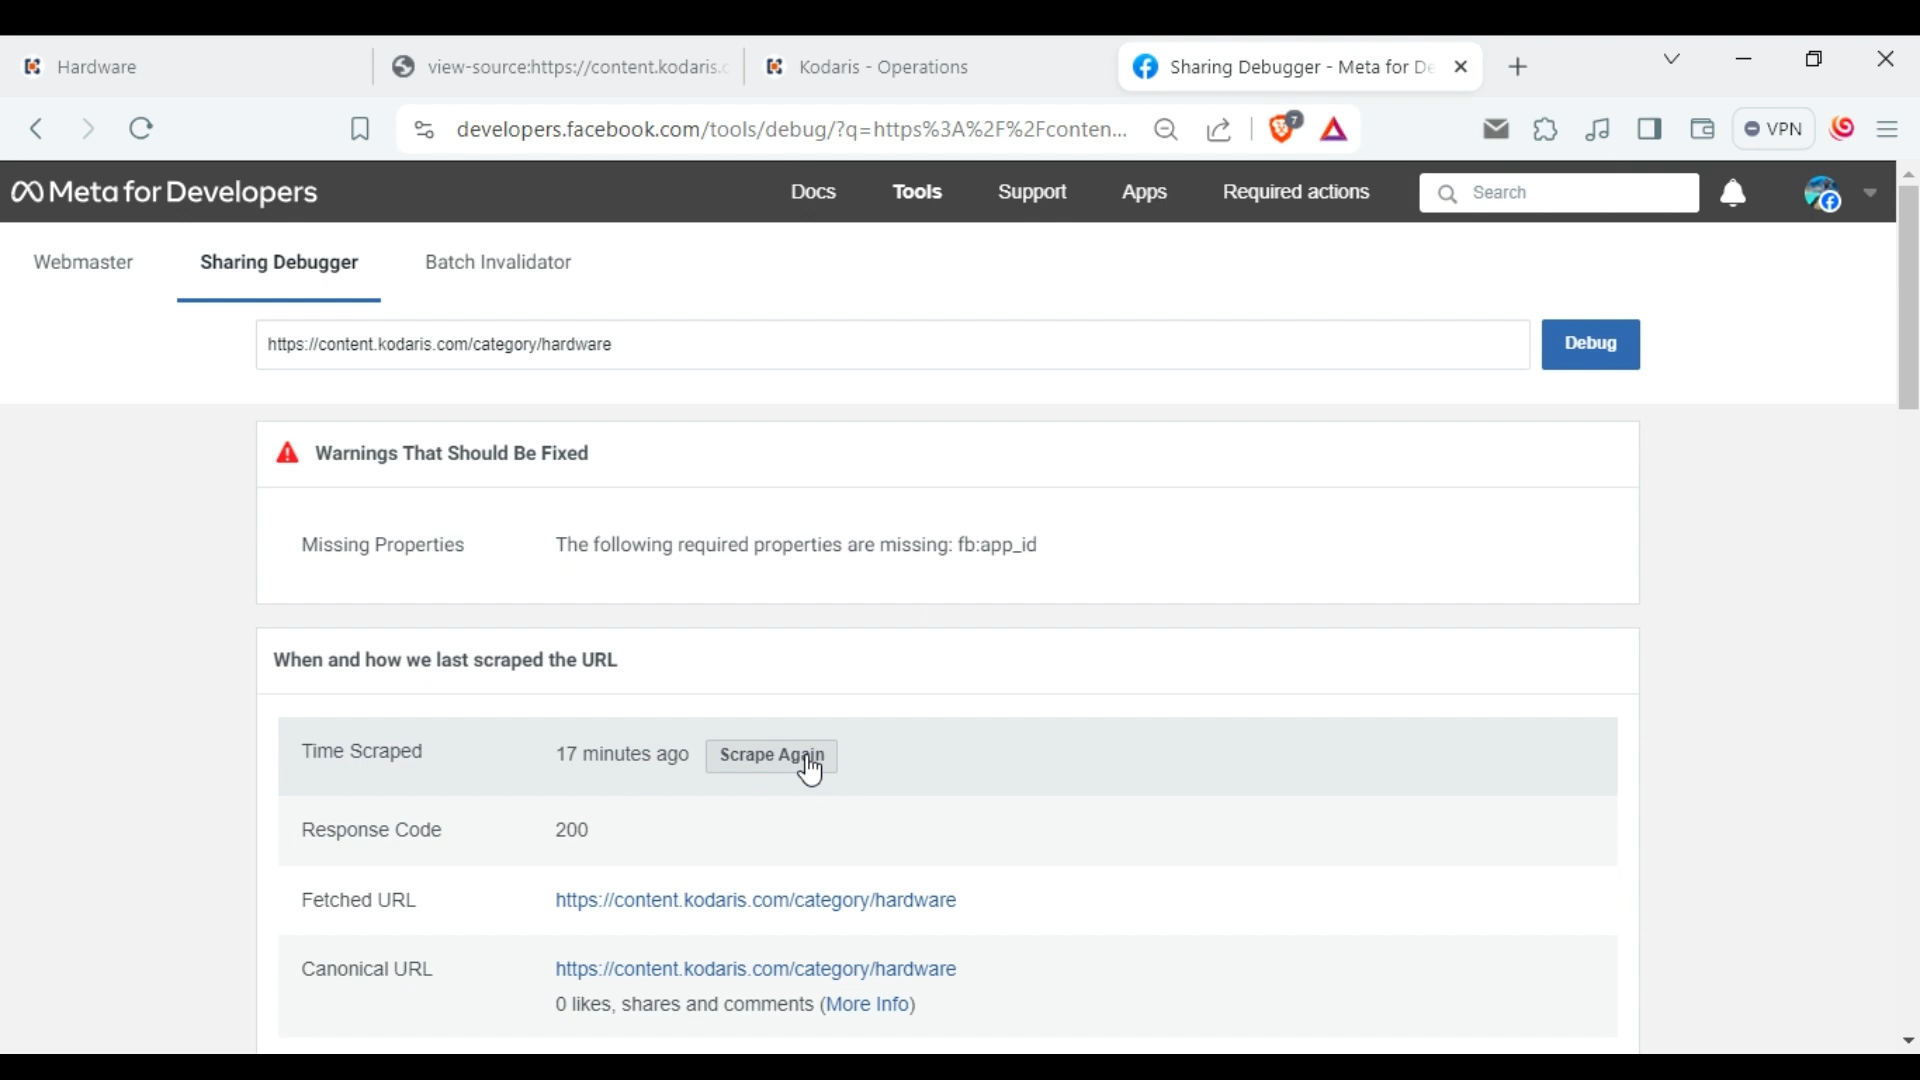 Hardware
view-source:https://content.kodaris.c
Kodaris - Operations
Sharing Debugger - Meta for De
developers.facebook.com/tools/debug/?q=https%3A%2F%2Fconten...
7
VPN
Meta for Developers
Docs
Tools
Support
Apps
Required actions
Search
Webmaster
Sharing Debugger
Batch Invalidator
https://content.kodaris.com/category/hardware
Debug
Warnings That Should Be Fixed
Missing Properties
The following required properties are missing: fb:app_id
When and how we last scraped the URL
Time Scraped
17 minutes ago
Scrape Again
Response Code
200
Fetched URL
https://content.kodaris.com/category/hardware
Canonical URL
https://content.kodaris.com/category/hardware
0 likes, shares and comments (More Info)